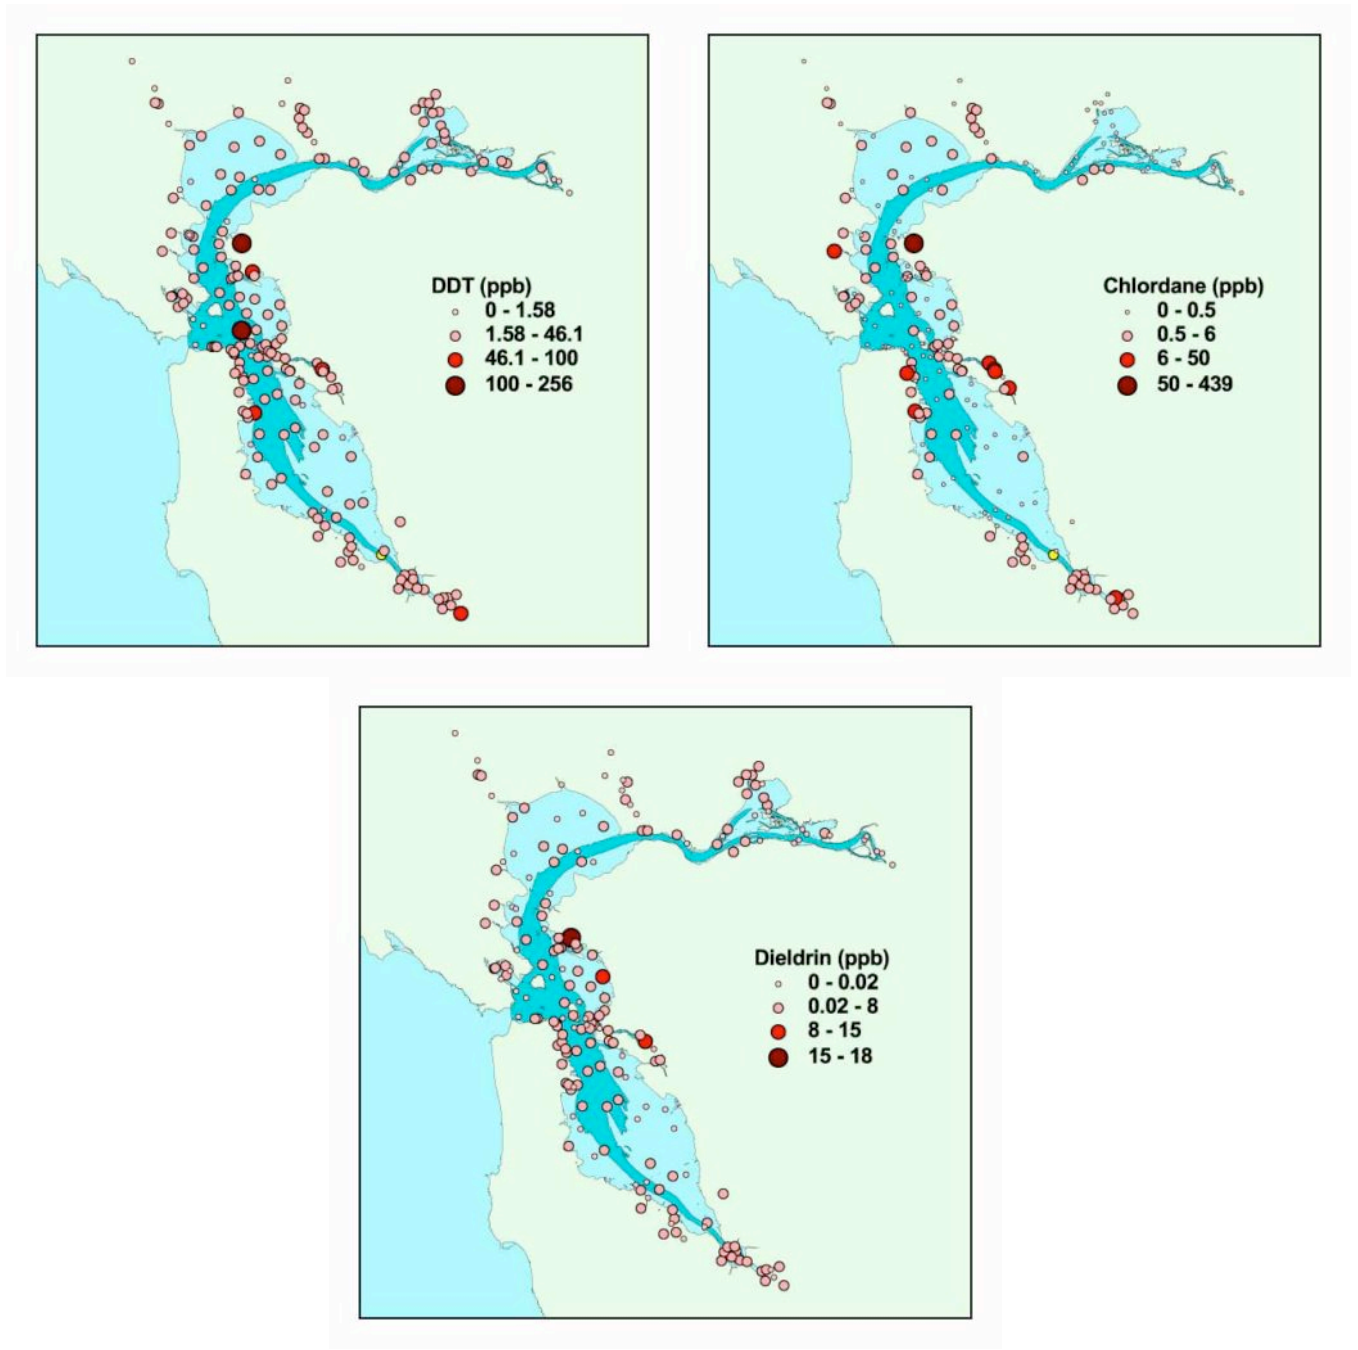 DDT (ppb)
0 - 1.58
1.58 - 46.1
46.1 - 100
100 - 256
Chlordane (ppb)
0 - 0.5
0.5 - 6
6 - 50
50 - 439
Dieldrin (ppb)
0 - 0.02
0.02 - 8
8 - 15
15 - 18